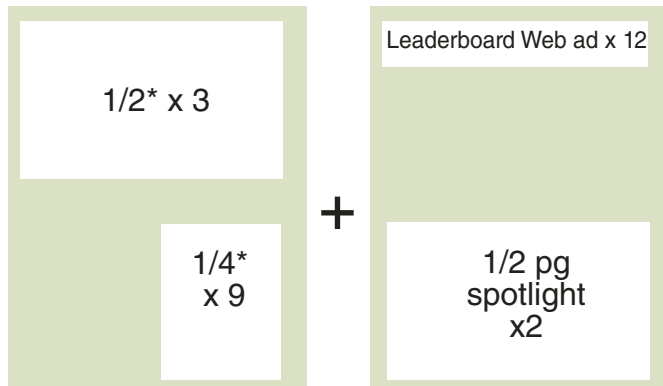 1/2* x 3
1/4*
x 9
+
Leaderboard Web ad x 12
1/2 pg
spotlight
x2